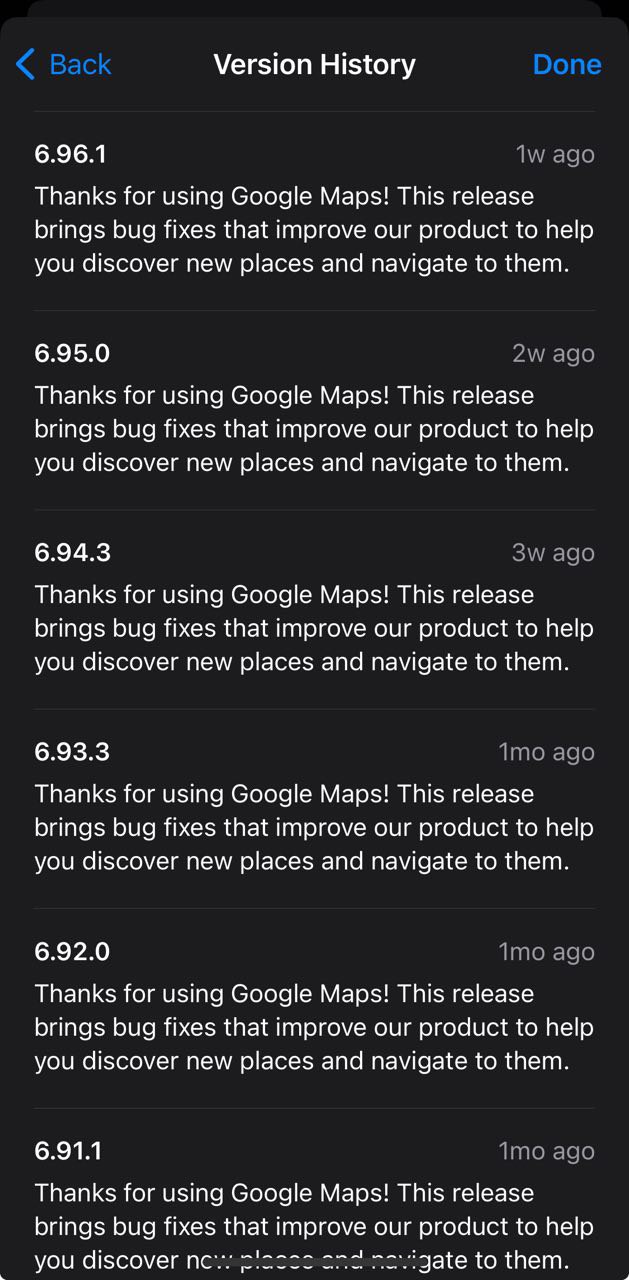 Back
Version History
Done
6.96.1
1w ago
Thanks for using Google Maps! This release
brings bug fixes that improve our product to help
you discover new places and navigate to them.
6.95.0
2w ago
Thanks for using Google Maps! This release
brings bug fixes that improve our product to help
you discover new places and navigate to them.
6.94.3
3w ago
Thanks for using Google Maps! This release
brings bug fixes that improve our product to help
you discover new places and navigate to them.
6.93.3
1mo ago
Thanks for using Google Maps! This release
brings bug fixes that improve our product to help
you discover new places and navigate to them.
6.92.0
1mo ago
Thanks for using Google Maps! This release
brings bug fixes that improve our product to help
you discover new places and navigate to them.
6.91.1
1mo ago
Thanks for using Google Maps! This release
brings bug fixes that improve our product to help
you discover new places and navigate to them.